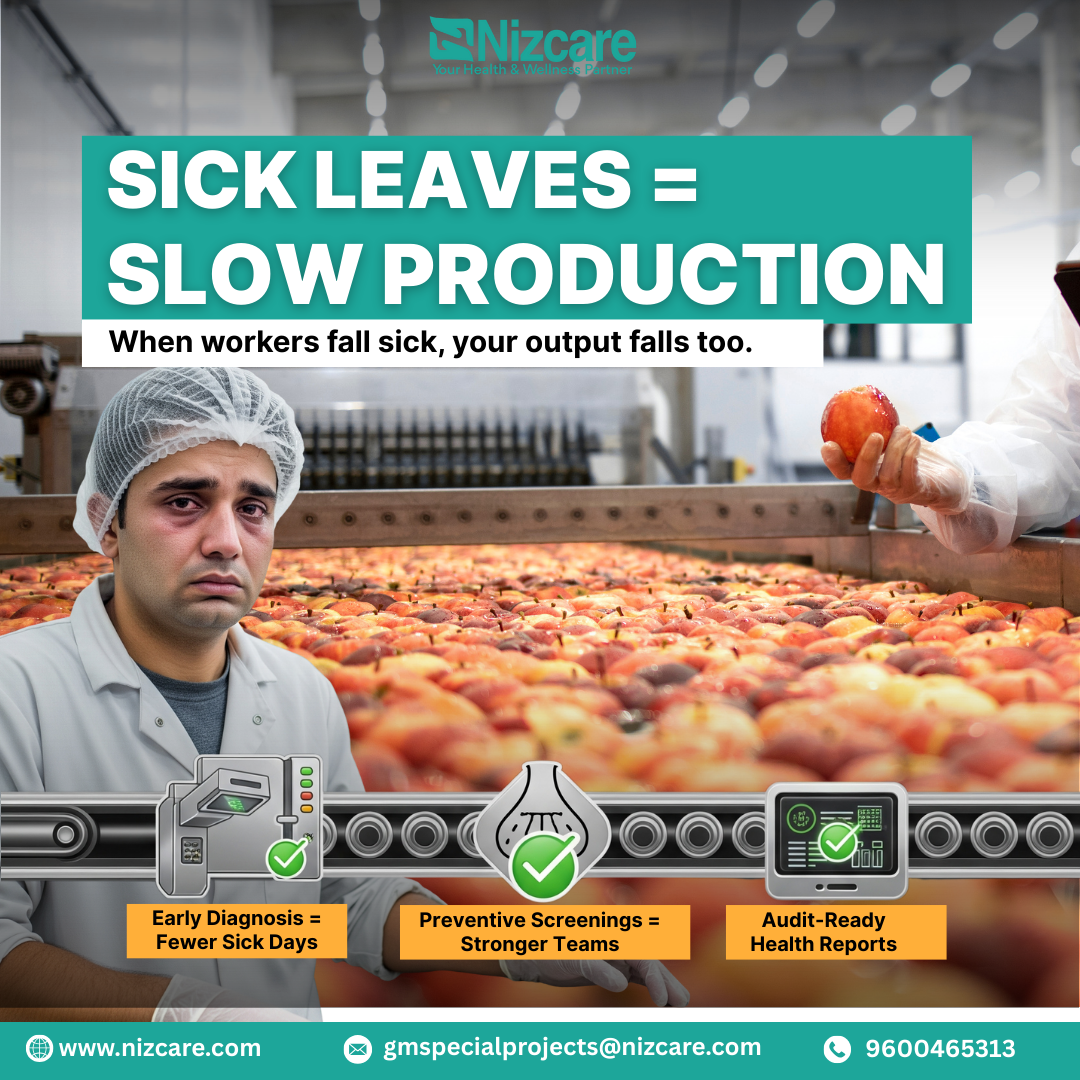 Nizcare
Your Health & Wellness Partner
SICK LEAVES =
SLOW PRODUCTION
When workers fall sick, your output falls too.
Early Diagnosis =
Fewer Sick Days
Preventive Screenings =
Stronger Teams
Audit-Ready
Health Reports
www.nizcare.com
gmspecialprojects@nizcare.com
9600465313